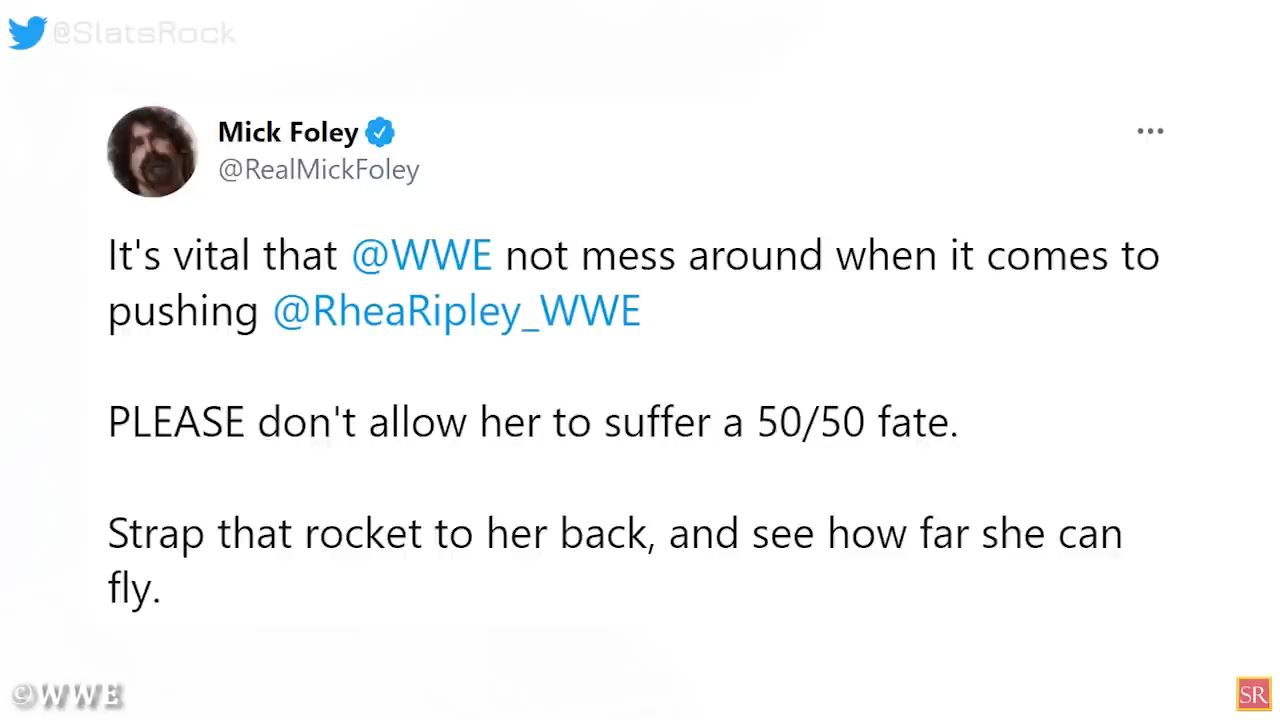 @SlatsRock
Mick Foley
@RealMickFoley
It's vital that @WWE not mess around when it comes to
pushing @RheaRipley_WWE
PLEASE don't allow her to suffer a 50/50 fate.
Strap that rocket to her back, and see how far she can
fly.
©WWE
SR